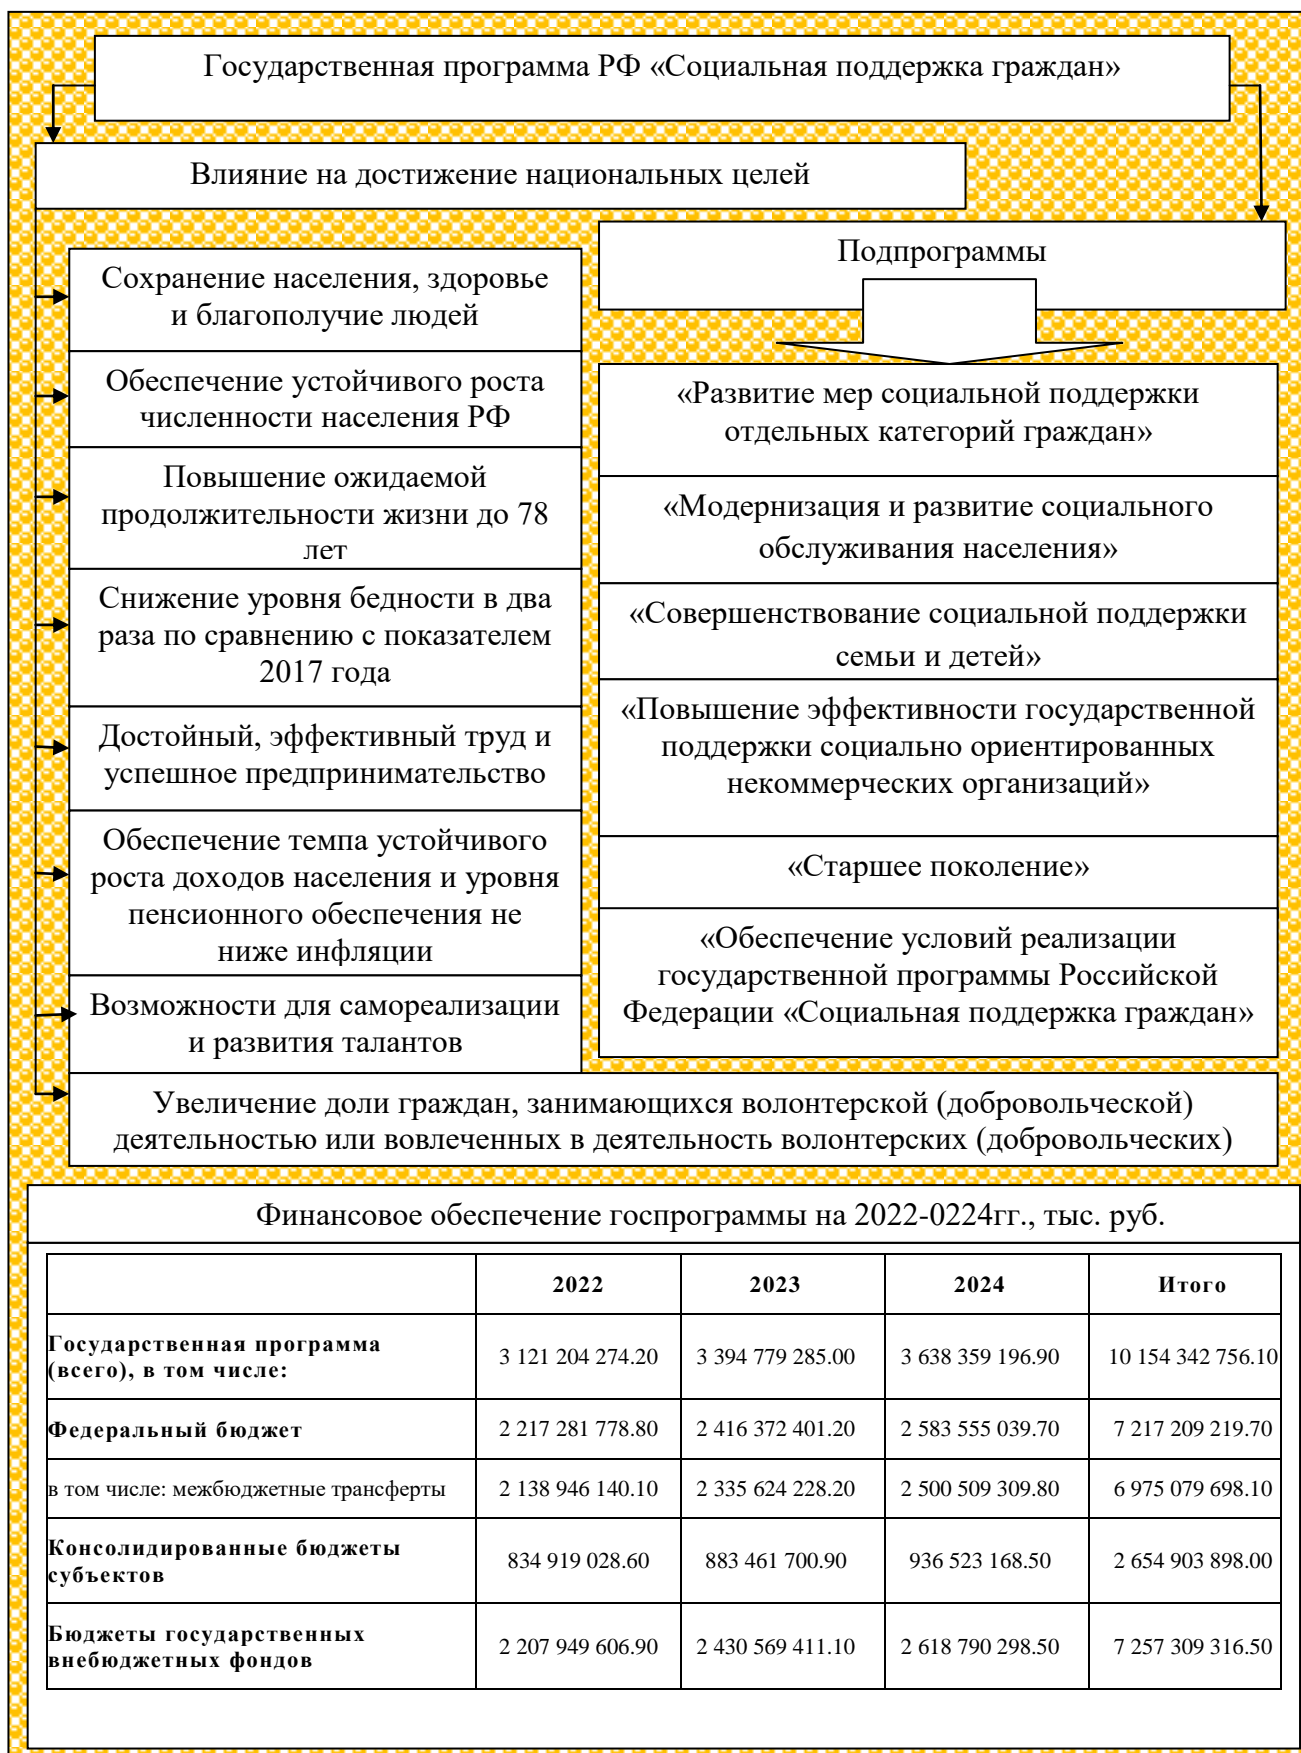 Государственная программа РФ «Социальная поддержка граждан»
Влияние на достижение национальных целей
Сохранение населения, здоровье
и благополучие людей
Обеспечение устойчивого роста
численности населения РФ
Повышение ожидаемой
продолжительности жизни до 78
лет
Снижение уровня бедности в два
раза по сравнению с показателем
2017 года
Достойный, эффективный труд и
успешное предпринимательство
Обеспечение темпа устойчивого
роста доходов населения и уровня
пенсионного обеспечения не
ниже инфляции
Возможности для самореализации
и развития талантов
Подпрограммы
«Развитие мер социальной поддержки
отдельных категорий граждан»
«Модернизация и развитие социального
обслуживания населения»
«Совершенствование социальной поддержки
семьи и детей»
«Повышение эффективности государственной
поддержки социально ориентированных
некоммерческих организаций»
«Старшее поколение»
«Обеспечение условий реализации
государственной программы Российской
Федерации «Социальная поддержка граждан»
Увеличение доли граждан, занимающихся волонтерской (добровольческой)
деятельностью или вовлеченных в деятельность волонтерских (добровольческих)
Финансовое обеспечение госпрограммы на 2022-0224гг., тыс. руб.
2022 2023 2024 Итого
Государственная программа
(всего), в том числе: 3 121 204 274.20 3 394 779 285.00 3 638 359 196.90 10 154 342 756.10
Федеральный бюджет 2 217 281 778.80 2 416 372 401.20 2 583 555 039.70 7 217 209 219.70
в том числе: межбюджетные трансферты 2 138 946 140.10 2 335 624 228.20 2 500 509 309.80 6 975 079 698.10
Консолидированные бюджеты
субъектов 834 919 028.60 883 461 700.90 936 523 168.50 2 654 903 898.00
Бюджеты государственных
внебюджетных фондов 2 207 949 606.90 2 430 569 411.10 2 618 790 298.50 7 257 309 316.50